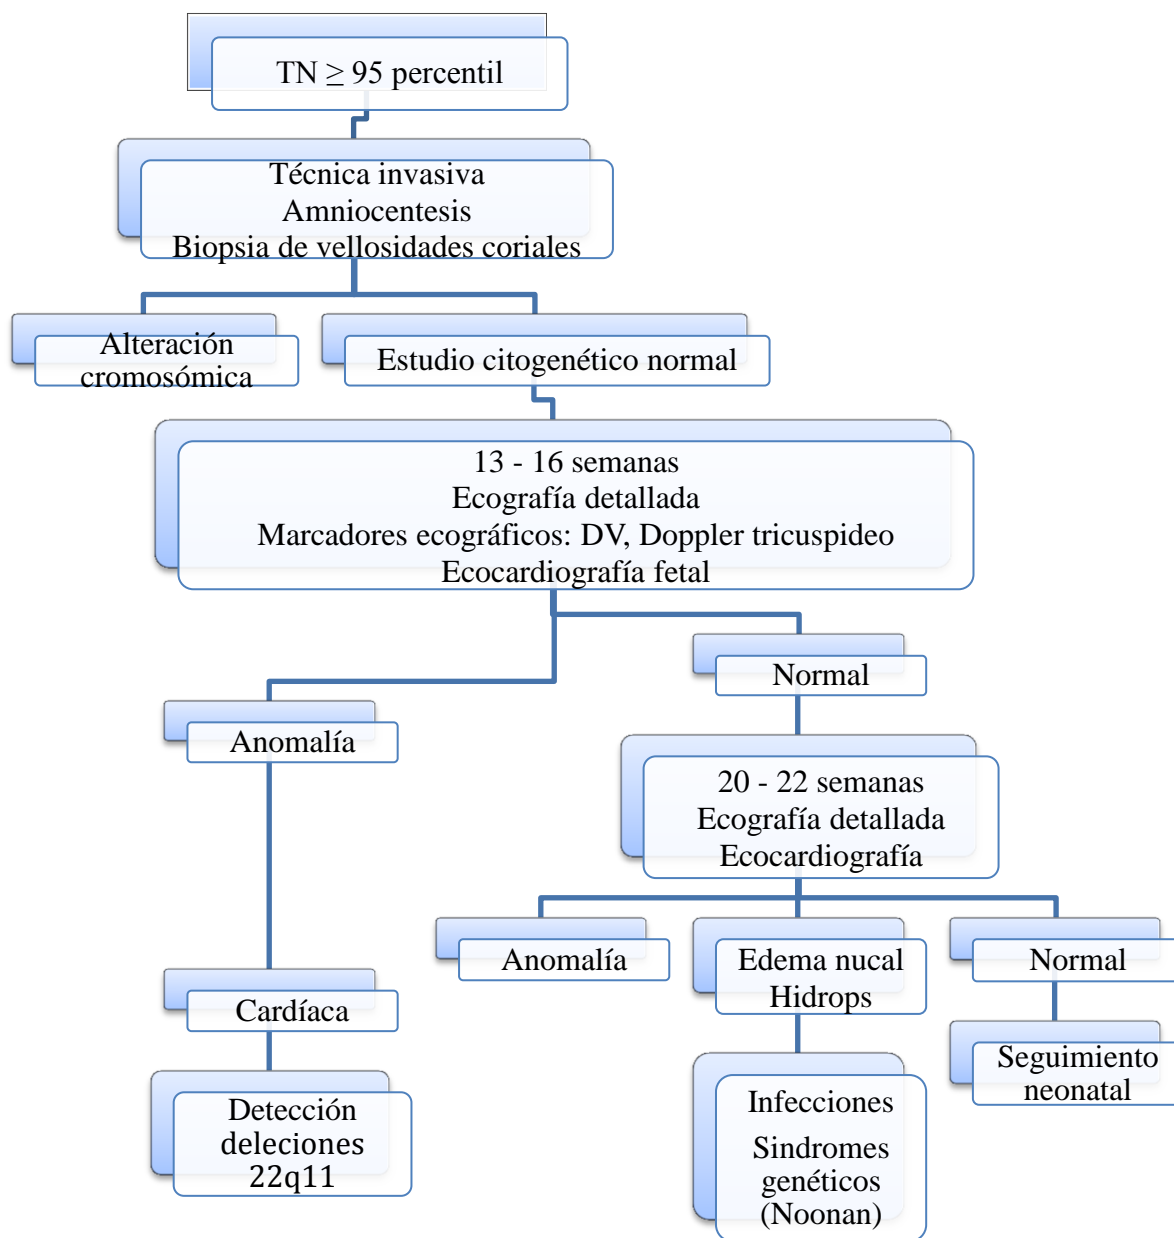 TN ≥ 95 percentil
Técnica invasiva
Amniocentesis
Biopsia de vellosidades coriales
Alteración
cromosómica
Estudio citogenético normal
13 - 16 semanas
Ecografía detallada
Marcadores ecográficos: DV, Doppler tricuspideo
Ecocardiografía fetal
Normal
Anomalía
20 - 22 semanas
Ecografía detallada
Ecocardiografía
Anomalía
Edema nucal
Hidrops
Normal
Cardíaca
Seguimiento
neonatal
Detección
deleciones
22q11
Infecciones
Sindromes
genéticos
(Noonan)